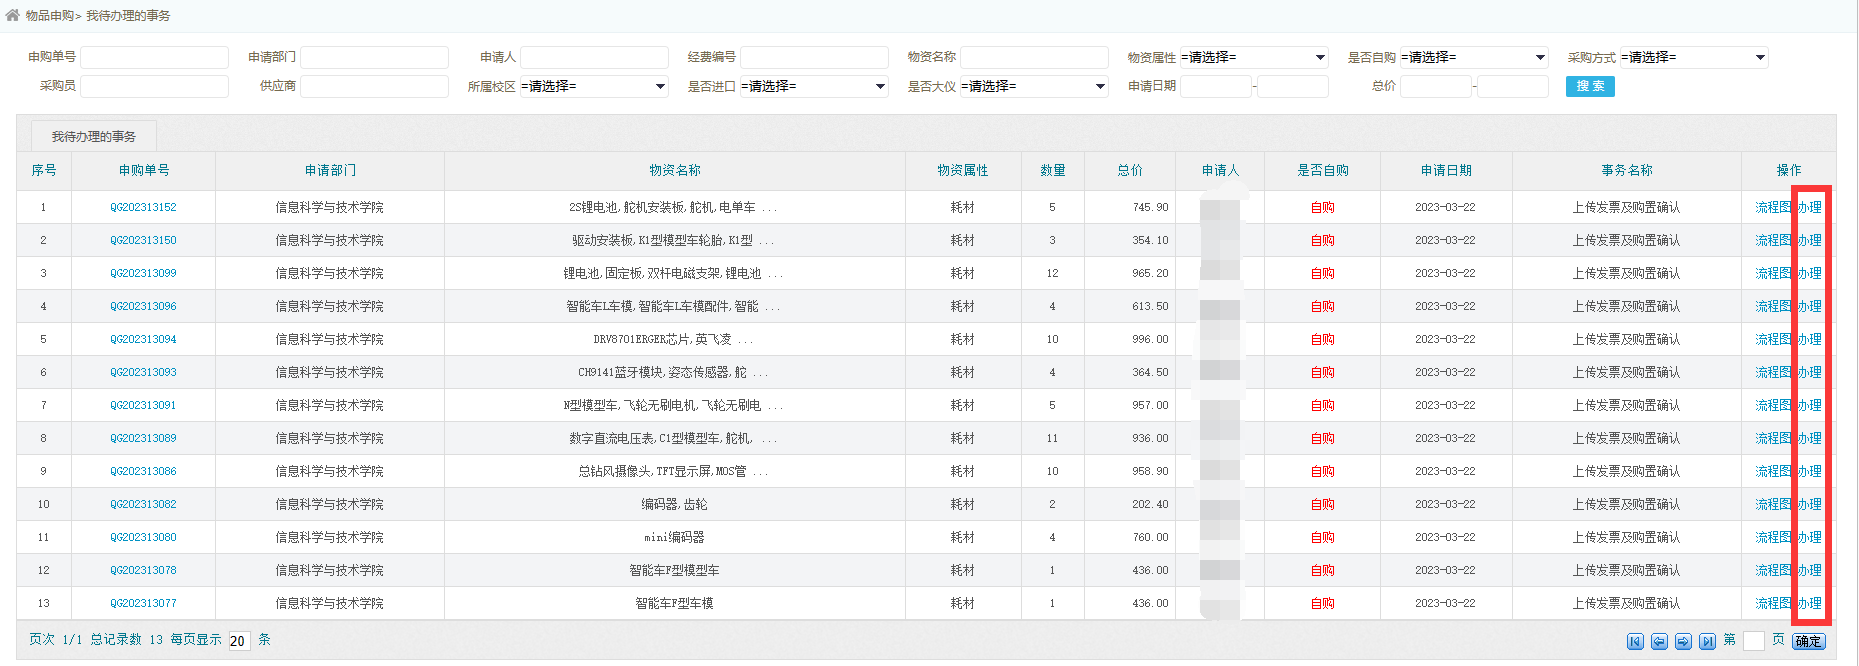 物品申购> 我待办理的事务
申购单号 申请部门 申请人 经费编号 物资名称 物资属性 =请选择= 是否自购 =请选择= 采购方式 =请选择=
采购员 供应商 所属校区 =请选择= 是否进口 =请选择= 是否大仪 =请选择= 申请日期 - 总价 - 搜 索
我待办理的事务
序号 申购单号 申请部门 物资名称 物资属性 数量 总价 申请人 是否自购 申请日期 事务名称 操作
1 QG202313152 信息科学与技术学院 2S锂电池,舵机安装板,舵机,电单车 ... 耗材 5 745.90 自购 2023-03-22 上传发票及购置确认 流程图 办理
2 QG202313150 信息科学与技术学院 驱动安装板,K1型模型车轮胎,K1型 ... 耗材 3 354.10 自购 2023-03-22 上传发票及购置确认 流程图 办理
3 QG202313099 信息科学与技术学院 锂电池,固定板,双杆电磁支架,锂电池 ... 耗材 12 965.20 自购 2023-03-22 上传发票及购置确认 流程图 办理
4 QG202313096 信息科学与技术学院 智能车L车模,智能车L车模配件,智能 ... 耗材 4 613.50 自购 2023-03-22 上传发票及购置确认 流程图 办理
5 QG202313094 信息科学与技术学院 DRV8701ERGER芯片,英飞凌 ... 耗材 10 996.00 自购 2023-03-22 上传发票及购置确认 流程图 办理
6 QG202313093 信息科学与技术学院 CH9141蓝牙模块,姿态传感器,舵 ... 耗材 4 364.50 自购 2023-03-22 上传发票及购置确认 流程图 办理
7 QG202313091 信息科学与技术学院 N型模型车,飞轮无刷电机,飞轮无刷电 ... 耗材 5 957.00 自购 2023-03-22 上传发票及购置确认 流程图 办理
8 QG202313089 信息科学与技术学院 数字直流电压表,C1型模型车,舵机, ... 耗材 11 936.00 自购 2023-03-22 上传发票及购置确认 流程图 办理
9 QG202313086 信息科学与技术学院 总钻风摄像头,TFT显示屏,MOS管 ... 耗材 10 958.90 自购 2023-03-22 上传发票及购置确认 流程图 办理
10 QG202313082 信息科学与技术学院 编码器,齿轮 耗材 2 202.40 自购 2023-03-22 上传发票及购置确认 流程图 办理
11 QG202313080 信息科学与技术学院 mini编码器 耗材 4 760.00 自购 2023-03-22 上传发票及购置确认 流程图 办理
12 QG202313078 信息科学与技术学院 智能车F型模型车 耗材 1 436.00 自购 2023-03-22 上传发票及购置确认 流程图 办理
13 QG202313077 信息科学与技术学院 智能车F型车模 耗材 1 436.00 自购 2023-03-22 上传发票及购置确认 流程图 办理
页次 1/1 总记录数 13 每页显示 20 条 第 页 确定